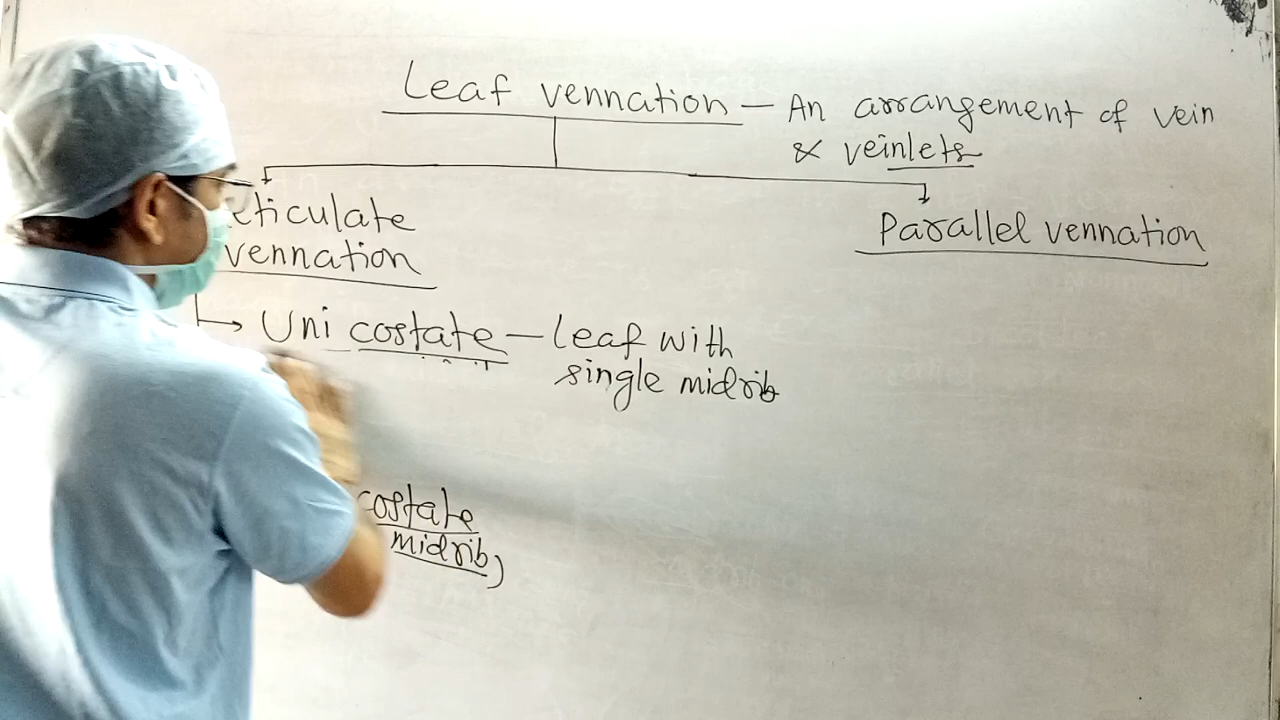 Leaf vennation — An arrangement of vein
& veinlets
eticulate
vennation
Parallel vennation
Uni costate — leaf with
single midrib
costate
midrib)